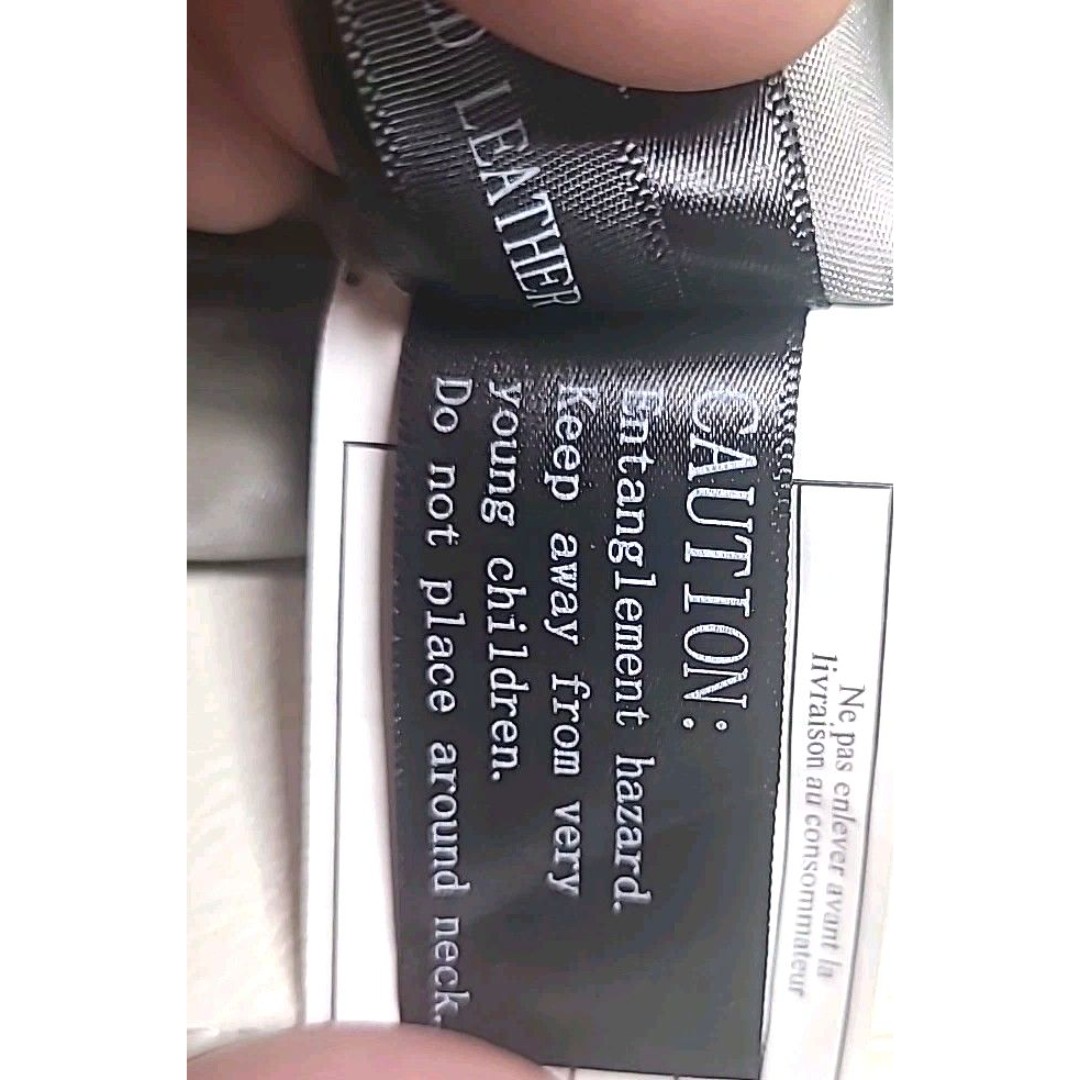 LEATHER
CAUTION:
Entanglement hazard.
Keep away from very
young children.
Do not place around neck.
Ne pas enlever avant la
livraison au consommateur